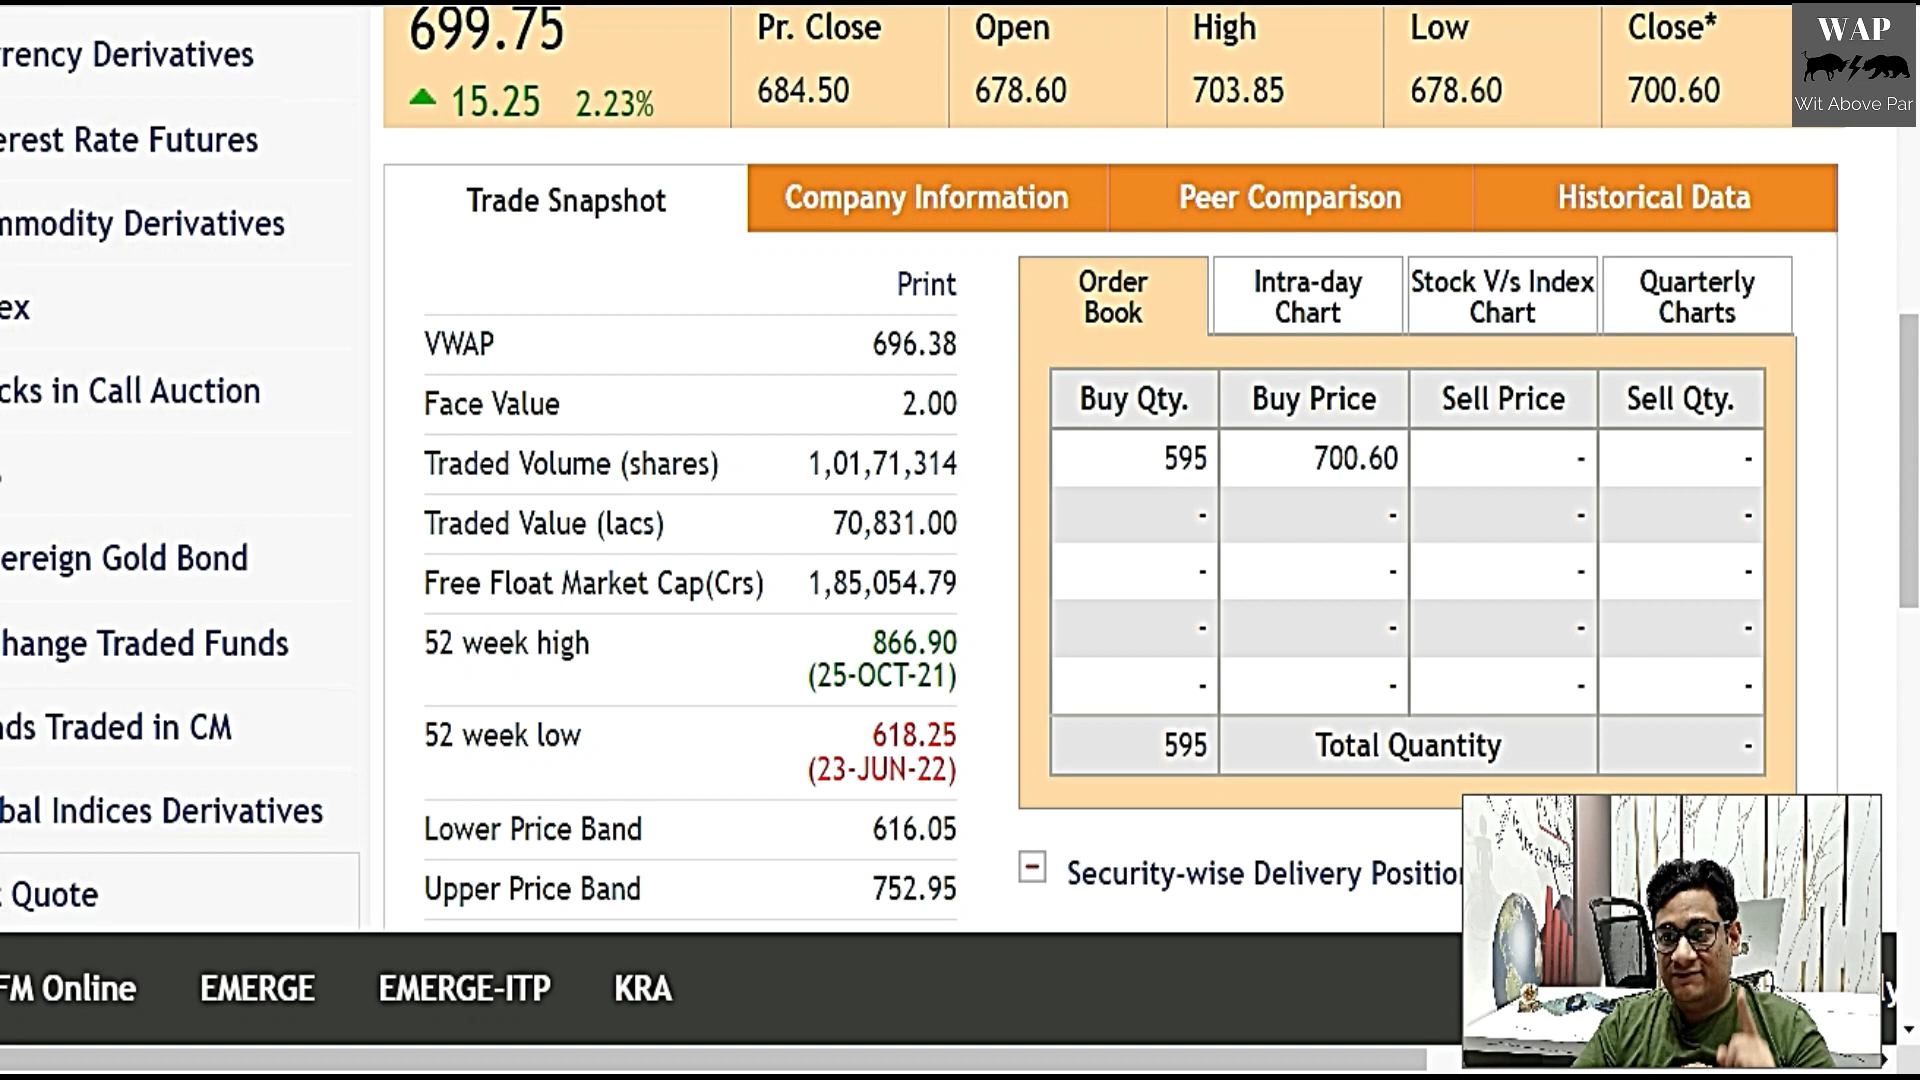 699.75
15.25 2.23%
Pr. Close Open High Low Close*
684.50 678.60 703.85 678.60 700.60
WAP
Wit Above Par
rrency Derivatives
erest Rate Futures
mmodity Derivatives
ex
cks in Call Auction
ereign Gold Bond
hange Traded Funds
ds Traded in CM
bal Indices Derivatives
Quote
Trade Snapshot Company Information Peer Comparison Historical Data
Print
VWAP 696.38
Face Value 2.00
Traded Volume (shares) 1,01,71,314
Traded Value (lacs) 70,831.00
Free Float Market Cap(Crs) 1,85,054.79
52 week high 866.90
(25-OCT-21)
52 week low 618.25
(23-JUN-22)
Lower Price Band 616.05
Upper Price Band 752.95
Order Book
Intra-day Chart
Stock V/s Index Chart
Quarterly Charts
Buy Qty. Buy Price Sell Price Sell Qty.
595 700.60 - -
- - - -
- - - -
- - - -
- - - -
595 Total Quantity -
Security-wise Delivery Position
FM Online EMERGE EMERGE-ITP KRA